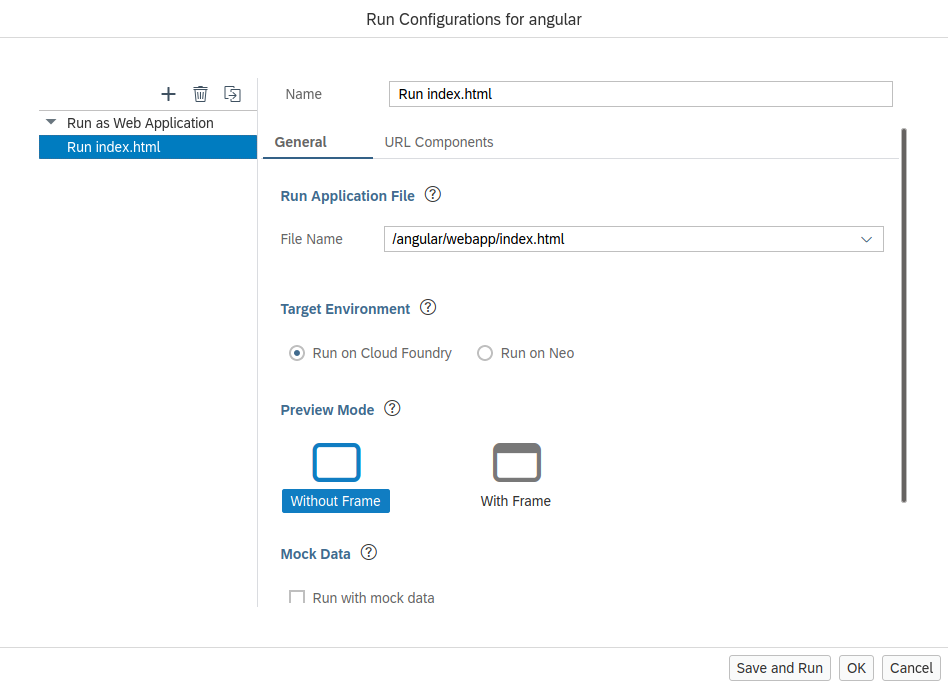 Run Configurations for angular
Name
Run index.html
Run as Web Application
Run index.html
General
URL Components
Run Application File
File Name
/angular/webapp/index.html
Target Environment
Run on Cloud Foundry
Run on Neo
Preview Mode
Without Frame
With Frame
Mock Data
Run with mock data
Save and Run
OK
Cancel